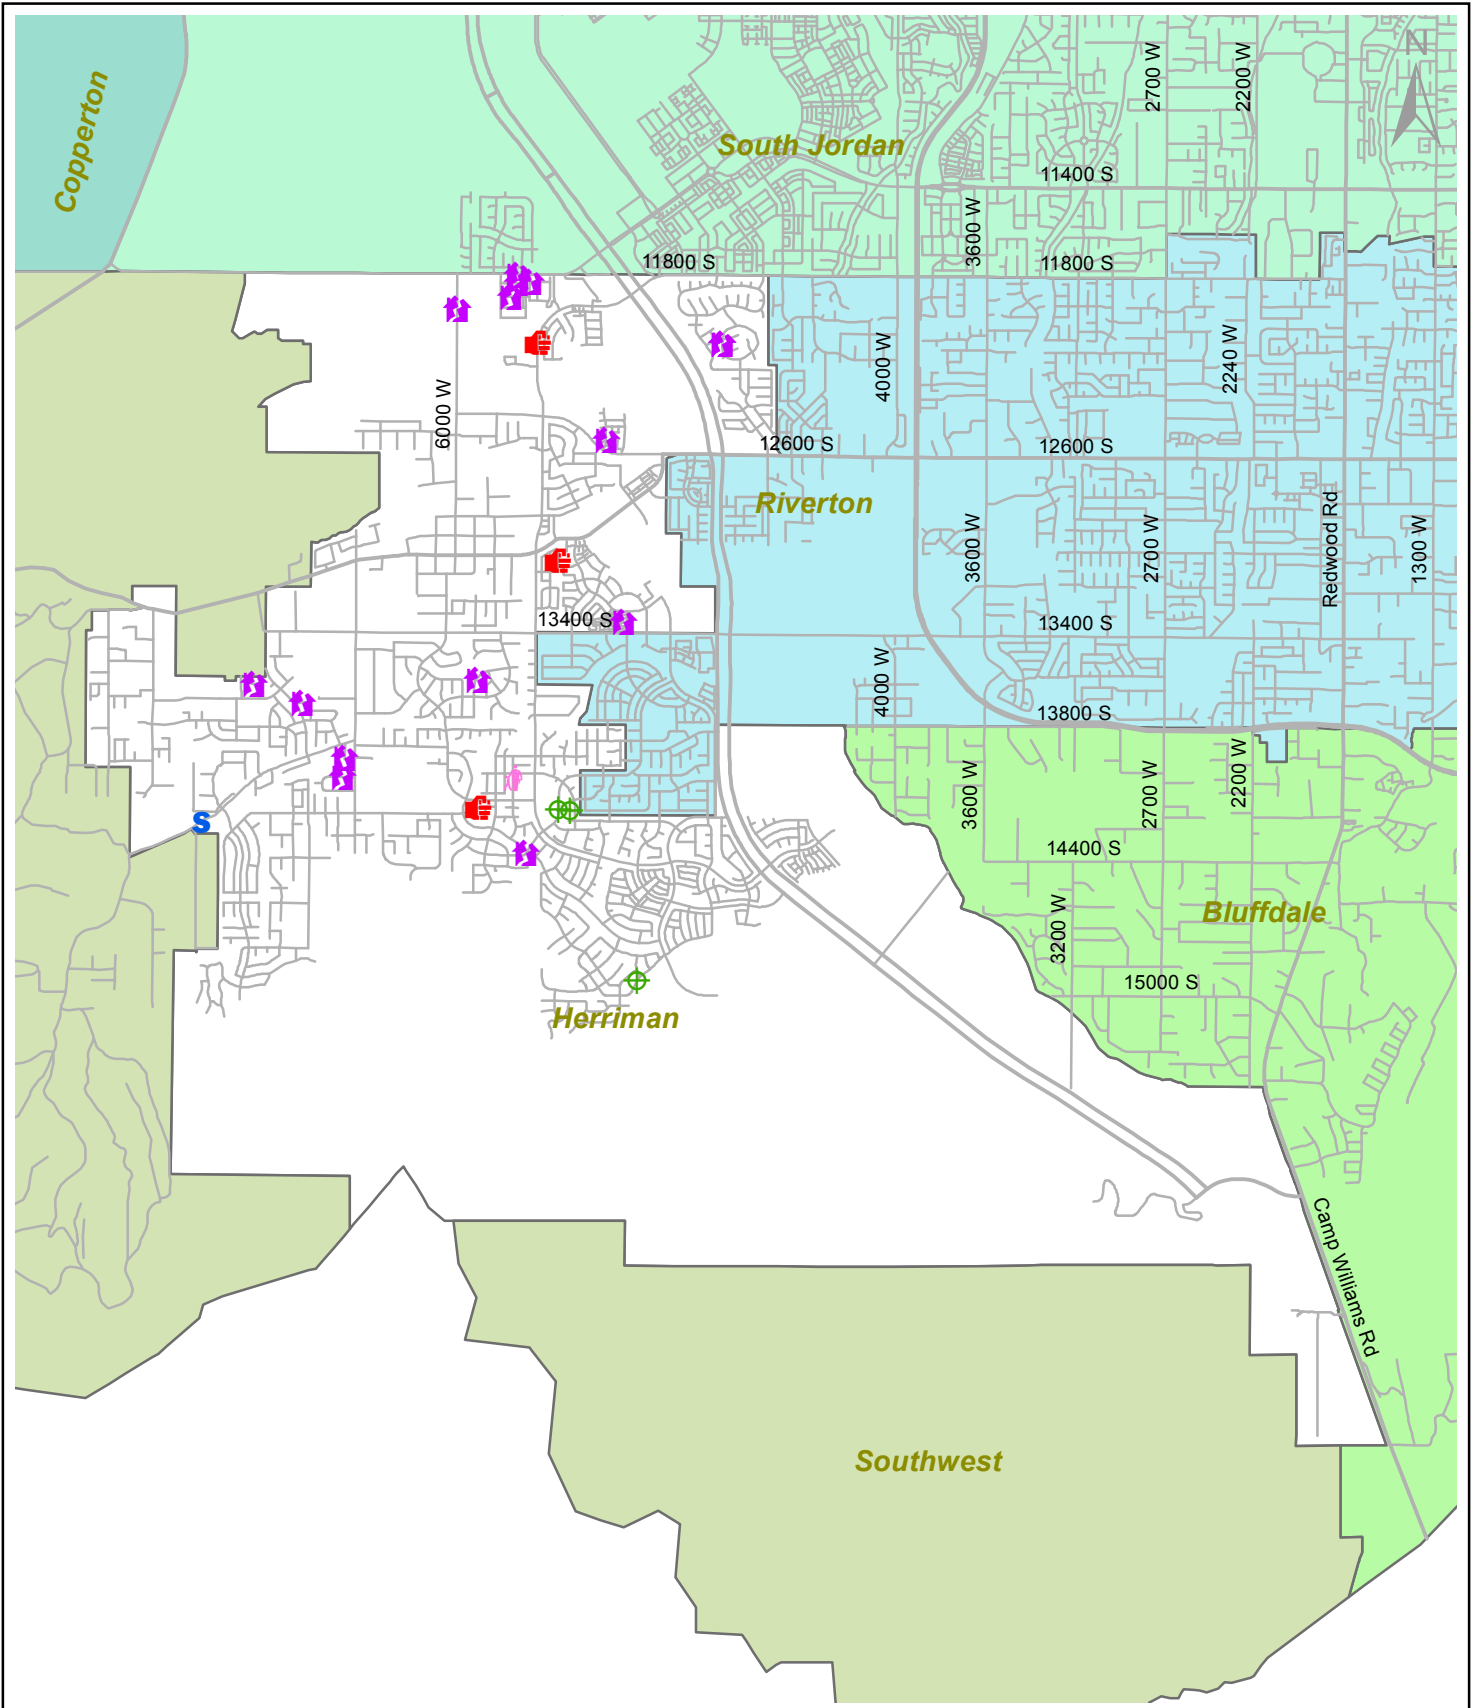 N
Copperton
South Jordan
2700 W
2200 W
11400 S
3600 W
11800 S
11800 S
6000 W
4000 W
2240 W
12600 S
12600 S
Riverton
3600 W
2700 W
Redwood Rd
1300 W
13400 S
13400 S
4000 W
13800 S
3600 W
2700 W
2200 W
S
14400 S
3200 W
Bluffdale
15000 S
Herriman
Camp Williams Rd
Southwest